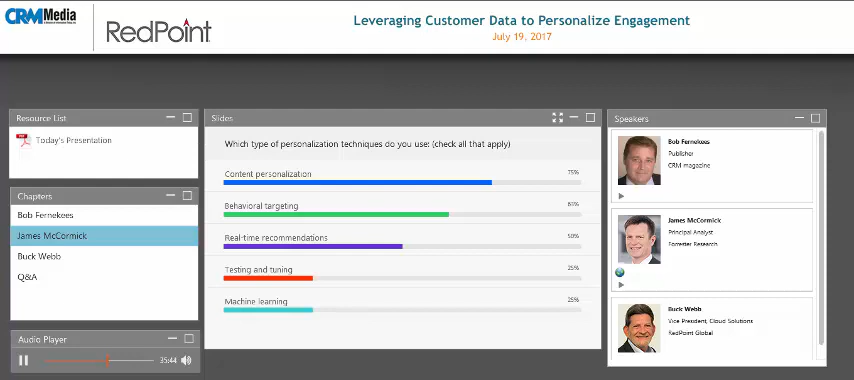 CRM Media
RedPoint
Leveraging Customer Data to Personalize Engagement
July 19, 2017
Resource List
Today's Presentation
Chapters
Bob Fernekees
James McCormick
Buck Webb
Q&A
Audio Player
35:44
Slides
Which type of personalization techniques do you use: (check all that apply)
Content personalization 75%
Behavioral targeting 63%
Real-time recommendations 50%
Testing and tuning 25%
Machine learning 25%
Speakers
Bob Fernekees
Publisher
CRM magazine
James McCormick
Principal Analyst
Forrester Research
Buck Webb
Vice President, Cloud Solutions
RedPoint Global